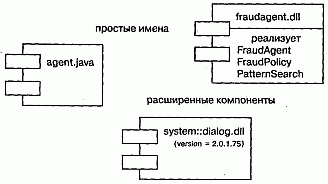 простые имена
agent.java
fraudagent.dll
реализует
FraudAgent
FraudPolicy
PatternSearch
расширенные компоненты
system::dialog.dll
(version = 2.0.1.75)